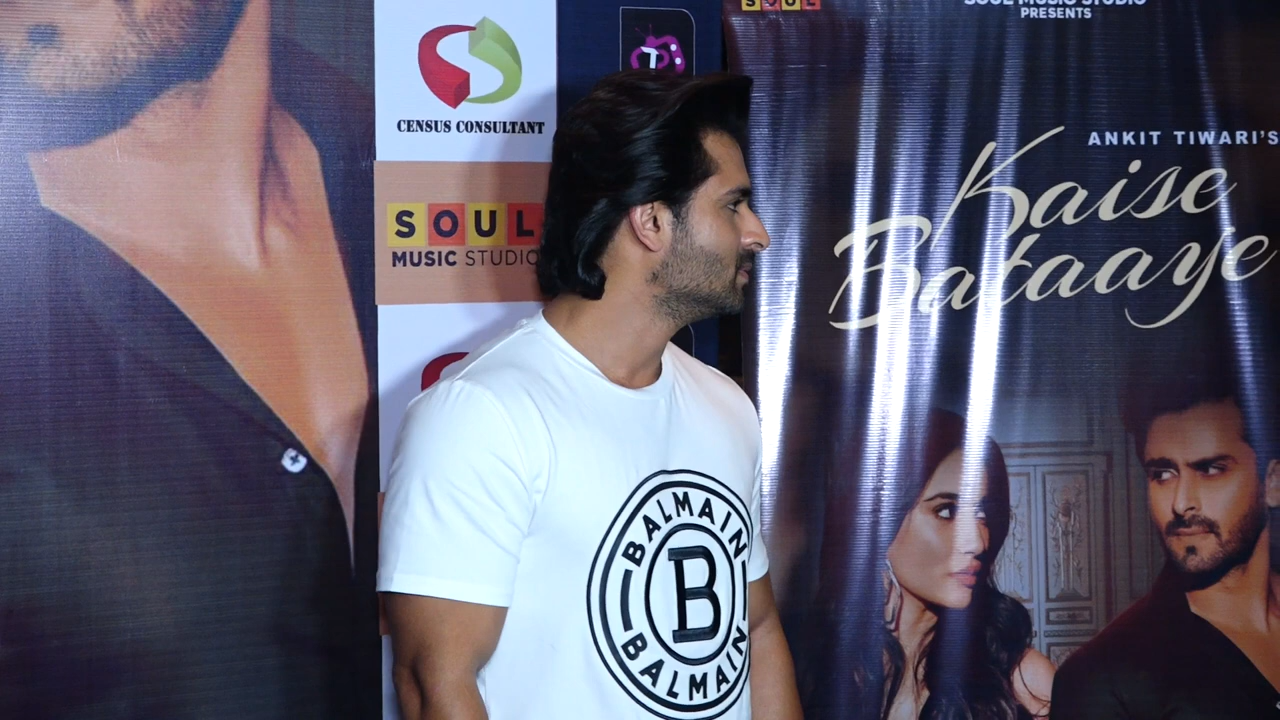 CENSUS CONSULTANT
T
SOUL
MUSIC STUDIO
SOUL
SOUL MUSIC STUDIO
PRESENTS
ANKIT TIWARI'S
Kaise
Bataaye
BALMAIN
B
BALMAIN